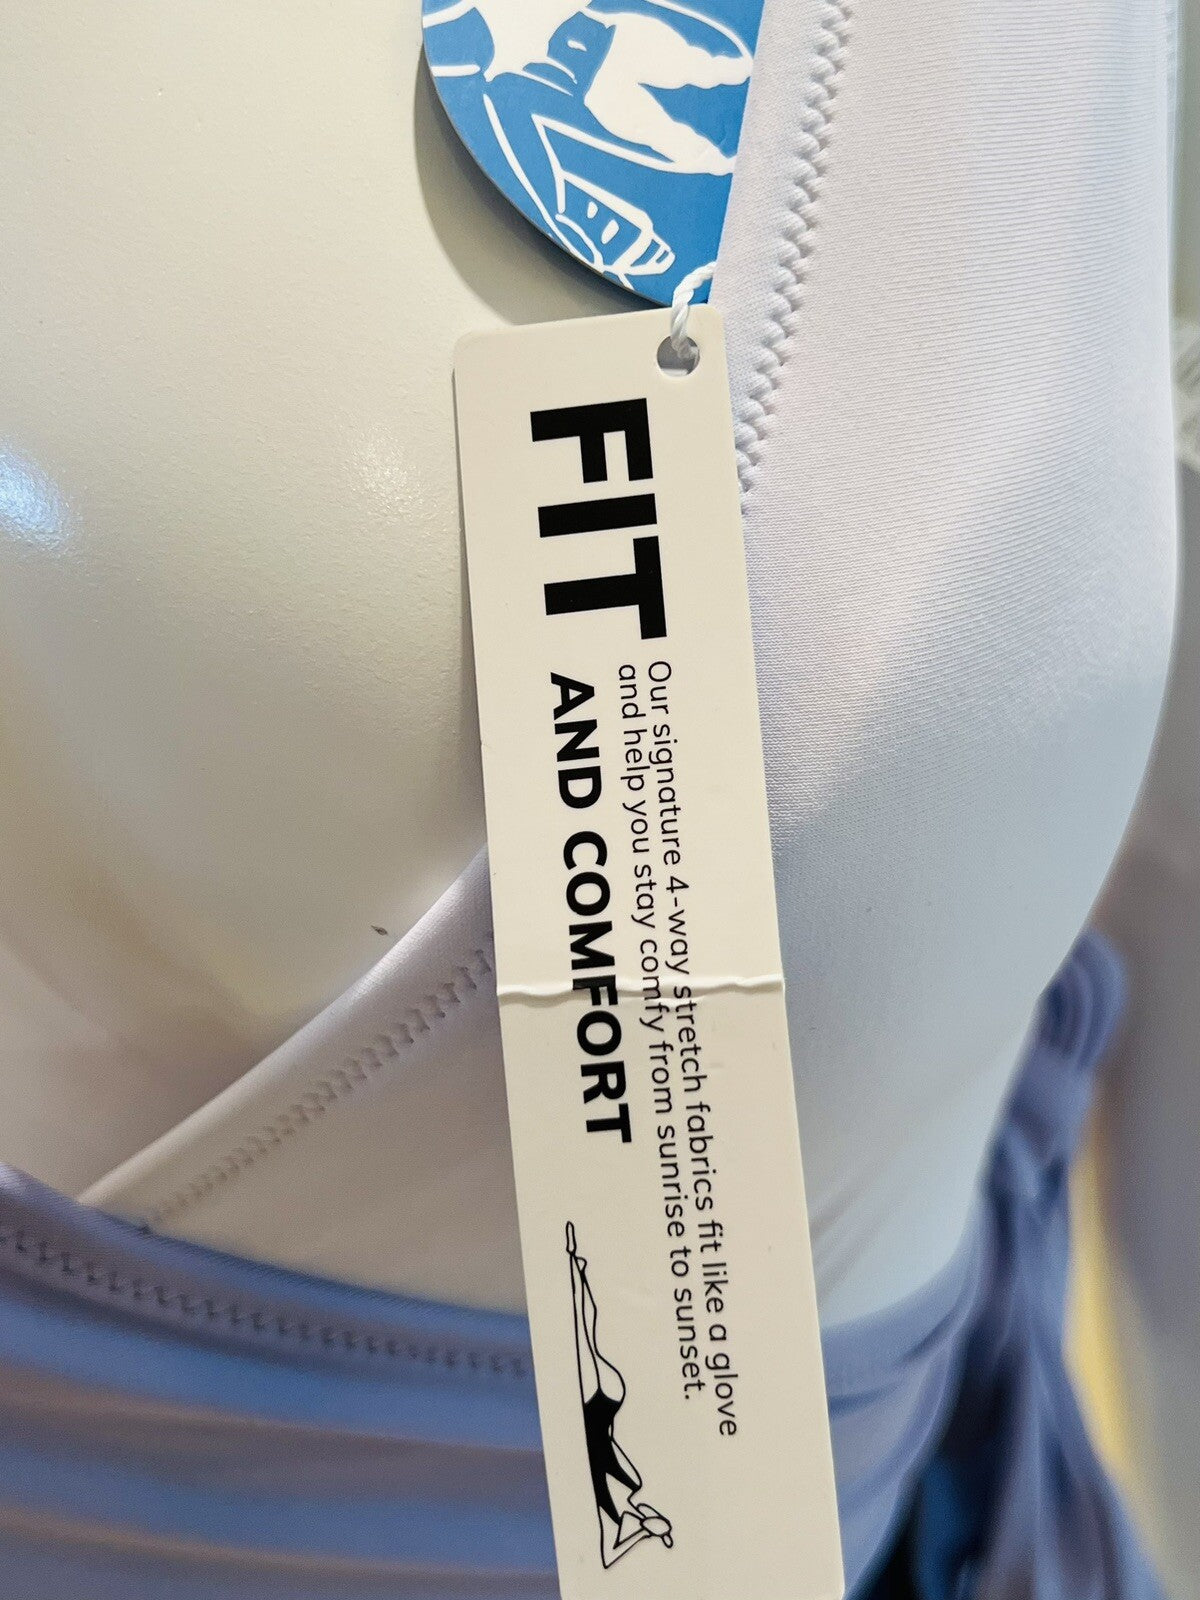 FIT AND COMFORT
Our signature 4-way stretch fabrics fit like a glove
and help you stay comfy from sunrise to sunset.